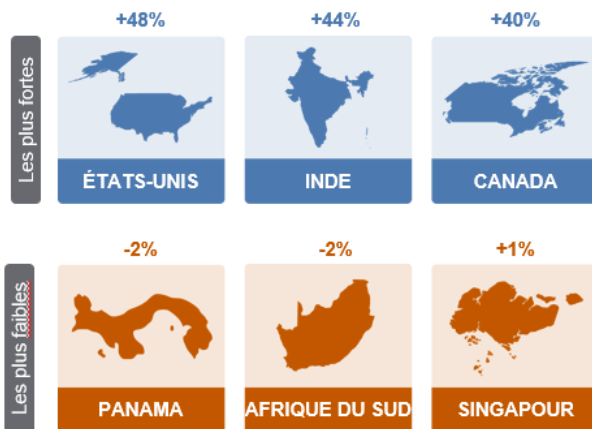 Les plus fortes
+48%
+44%
+40%
ÉTATS-UNIS
INDE
CANADA
Les plus faibles
-2%
-2%
+1%
PANAMA
AFRIQUE DU SUD
SINGAPOUR